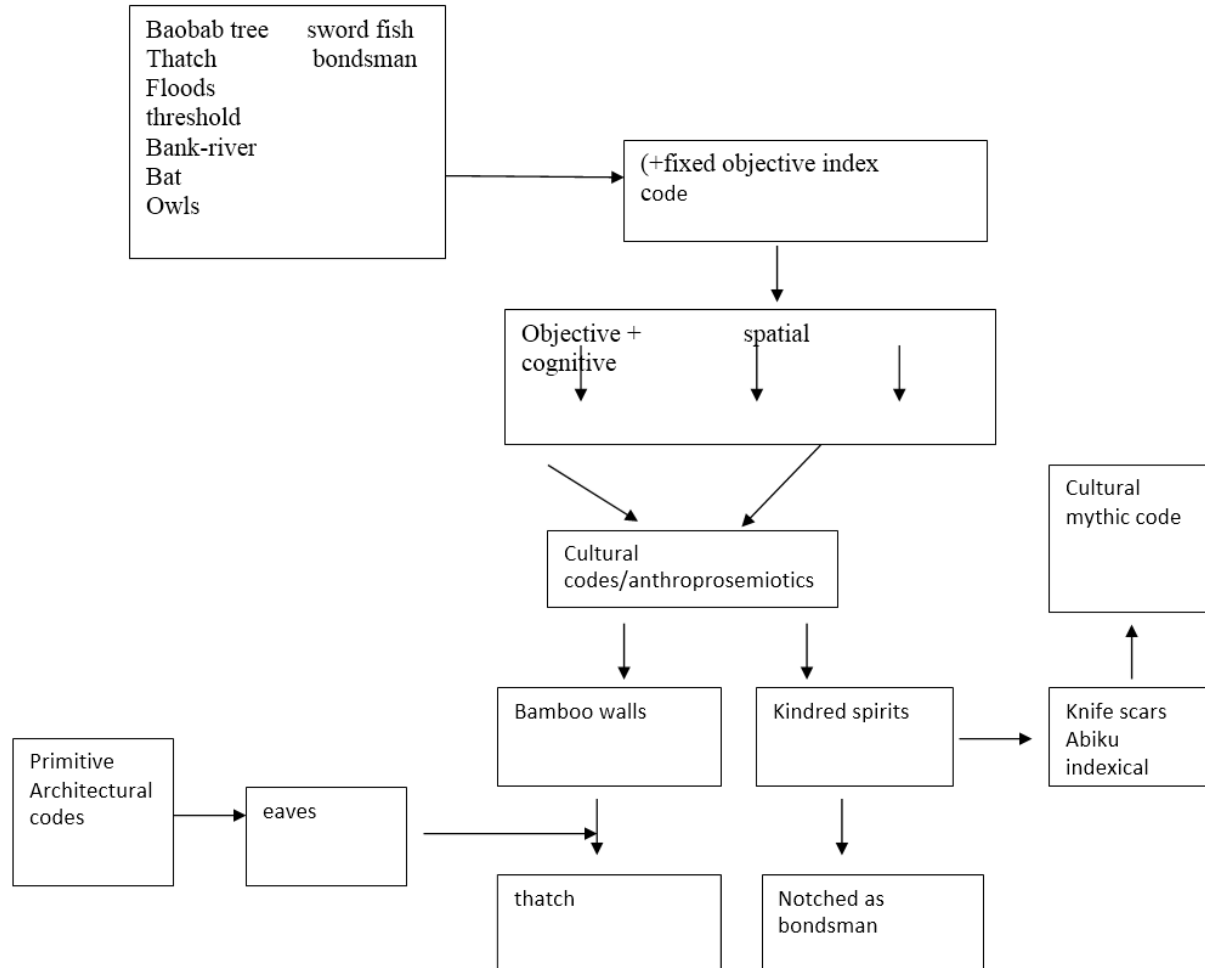 Baobab tree sword fish
Thatch bondsman
Floods
threshold
Bank-river
Bat
Owls
(+fixed objective index
code
Objective + spatial
cognitive
Cultural
codes/anthroprosemiotics
Cultural
mythic code
Bamboo walls
Kindred spirits
Knife scars
Abiku
indexical
Primitive
Architectural
codes
eaves
thatch
Notched as
bondsman